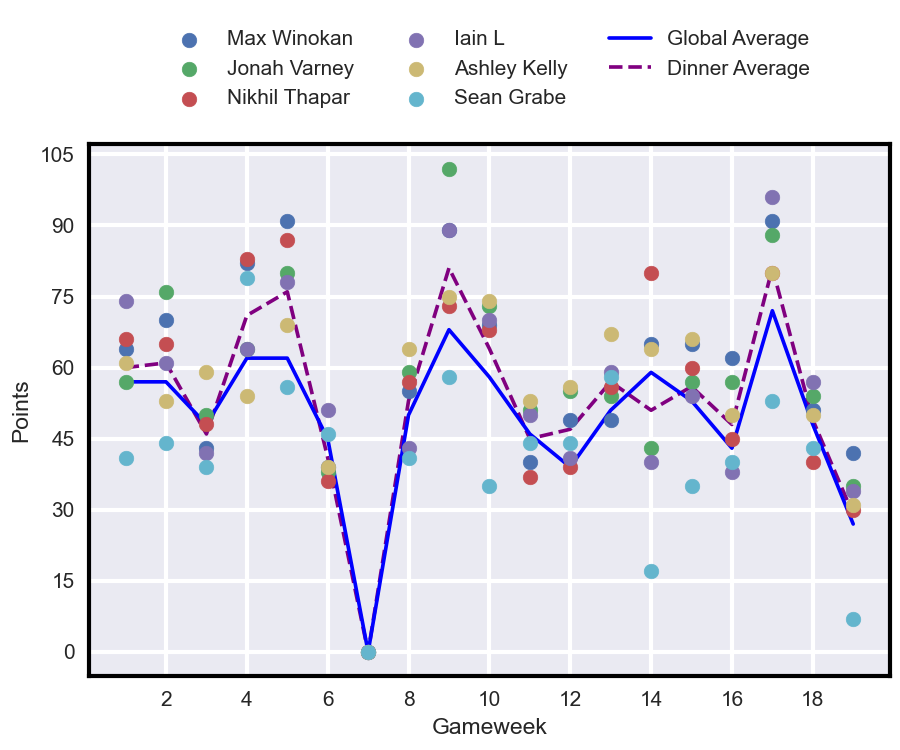 Max Winokan
Jonah Varney
Nikhil Thapar
Iain L
Ashley Kelly
Sean Grabe
Global Average
Dinner Average
105
90
75
60
45
30
15
0
Points
2 4 6 8 10 12 14 16 18
Gameweek